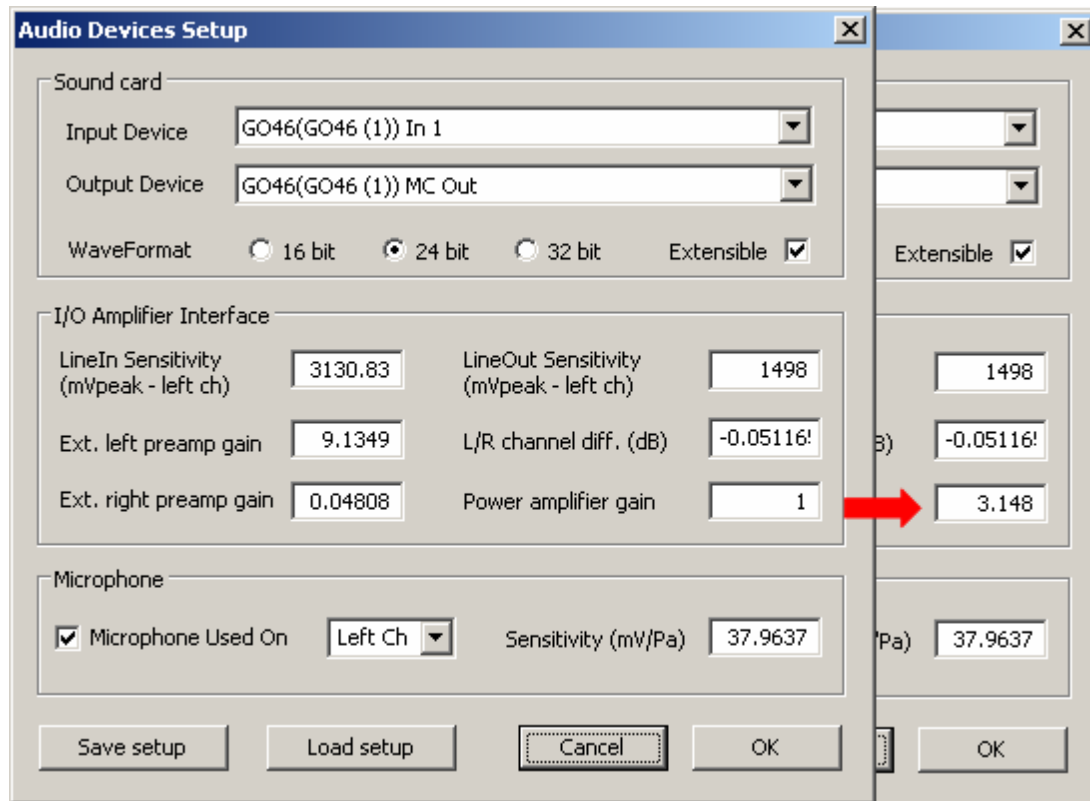 Audio Devices Setup
Sound card
Input Device GO46(GO46 (1)) In 1
Output Device GO46(GO46 (1)) MC Out
WaveFormat 16 bit 24 bit 32 bit Extensible
Extensible
I/O Amplifier Interface
LineIn Sensitivity
(mVpeak - left ch)
3130.83
LineOut Sensitivity
(mVpeak - left ch)
1498
1498
Ext. left preamp gain 9.1349 L/R channel diff. (dB) -0.05116
B) -0.05116
Ext. right preamp gain 0.04808 Power amplifier gain 1
3.148
Microphone
Microphone Used On Left Ch Sensitivity (mV/Pa) 37.9637
/Pa) 37.9637
Save setup Load setup Cancel OK
OK